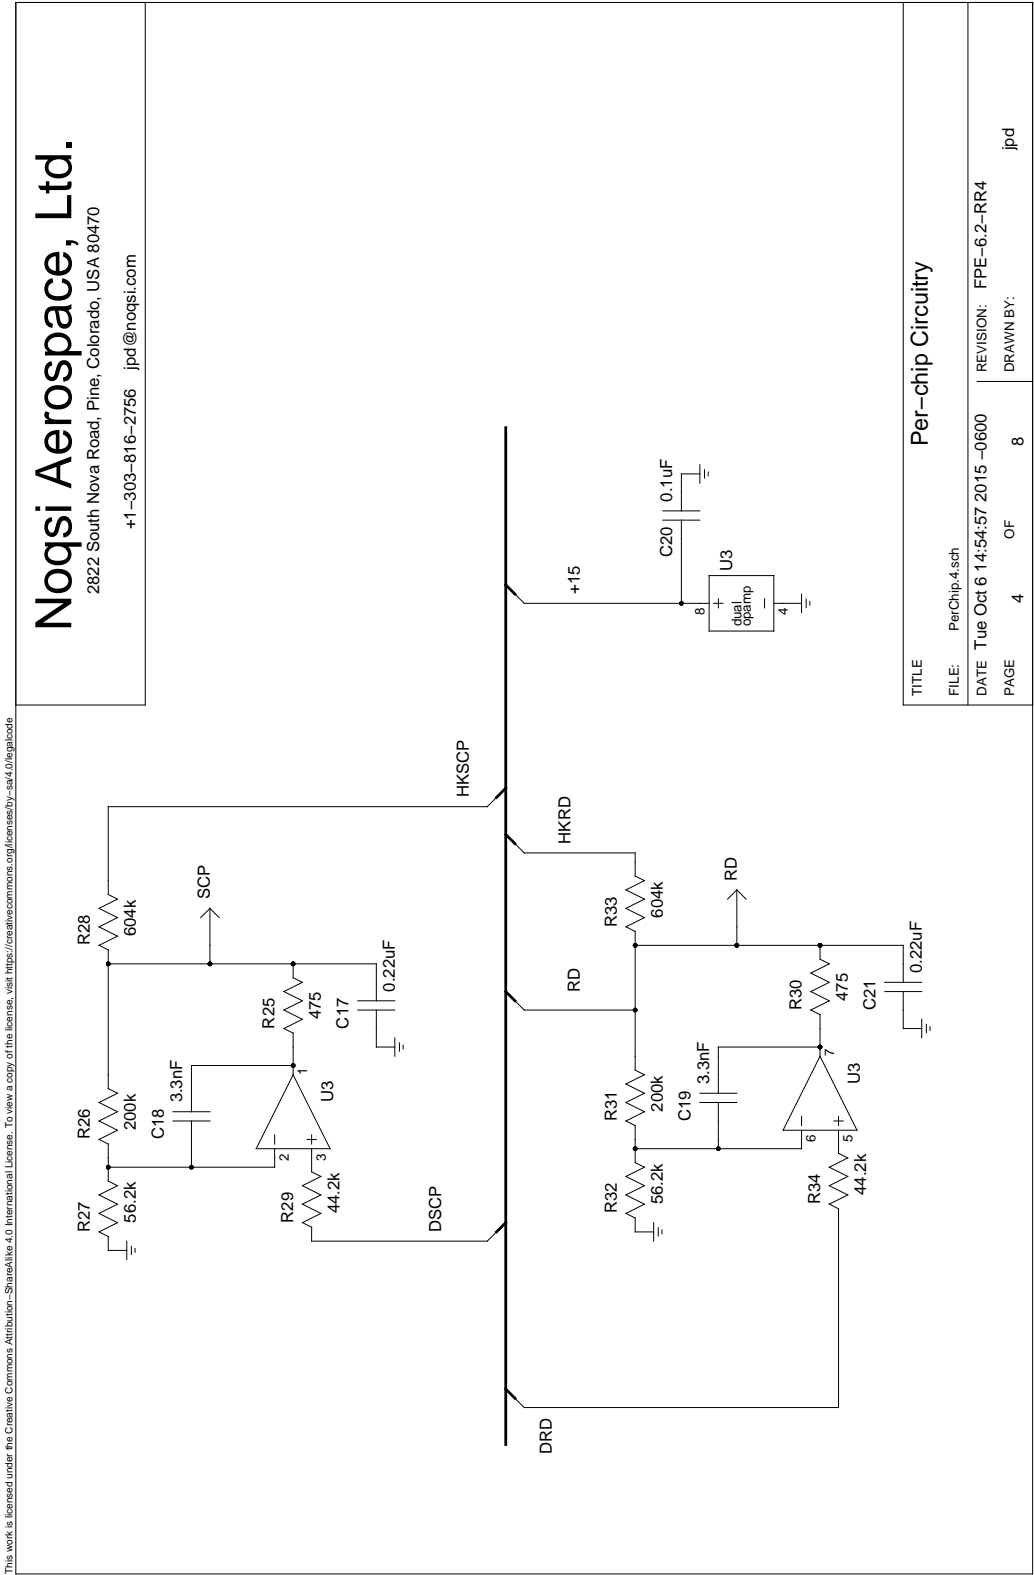 This work is licensed under the Creative Commons Attribution−ShareAlike 4.0 International License. To view a copy of the license, visit https://creativecommons.org/licenses/by−sa/4.0/legalcode
Noqsi Aerospace, Ltd.
2822 South Nova Road, Pine, Colorado, USA 80470
+1−303−816−2756 jpd@noqsi.com
R27
56.2k
R26
200k
R28
604k
C18
3.3nF
SCP
R25
475
2
3
1
U3
R29
44.2k
C17
0.22uF
DSCP
HKSCP
DRD
RD
HKRD
+15
R32
56.2k
R31
200k
R33
604k
C19
3.3nF
RD
6
5
7
U3
R30
475
R34
44.2k
C21
0.22uF
C20
0.1uF
8
+
dual
opamp
−
4
U3
TITLE
Per−chip Circuitry
FILE: PerChip.4.sch
DATE Tue Oct 6 14:54:57 2015 −0600
REVISION: FPE−6.2−RR4
PAGE 4 OF 8
DRAWN BY: jpd